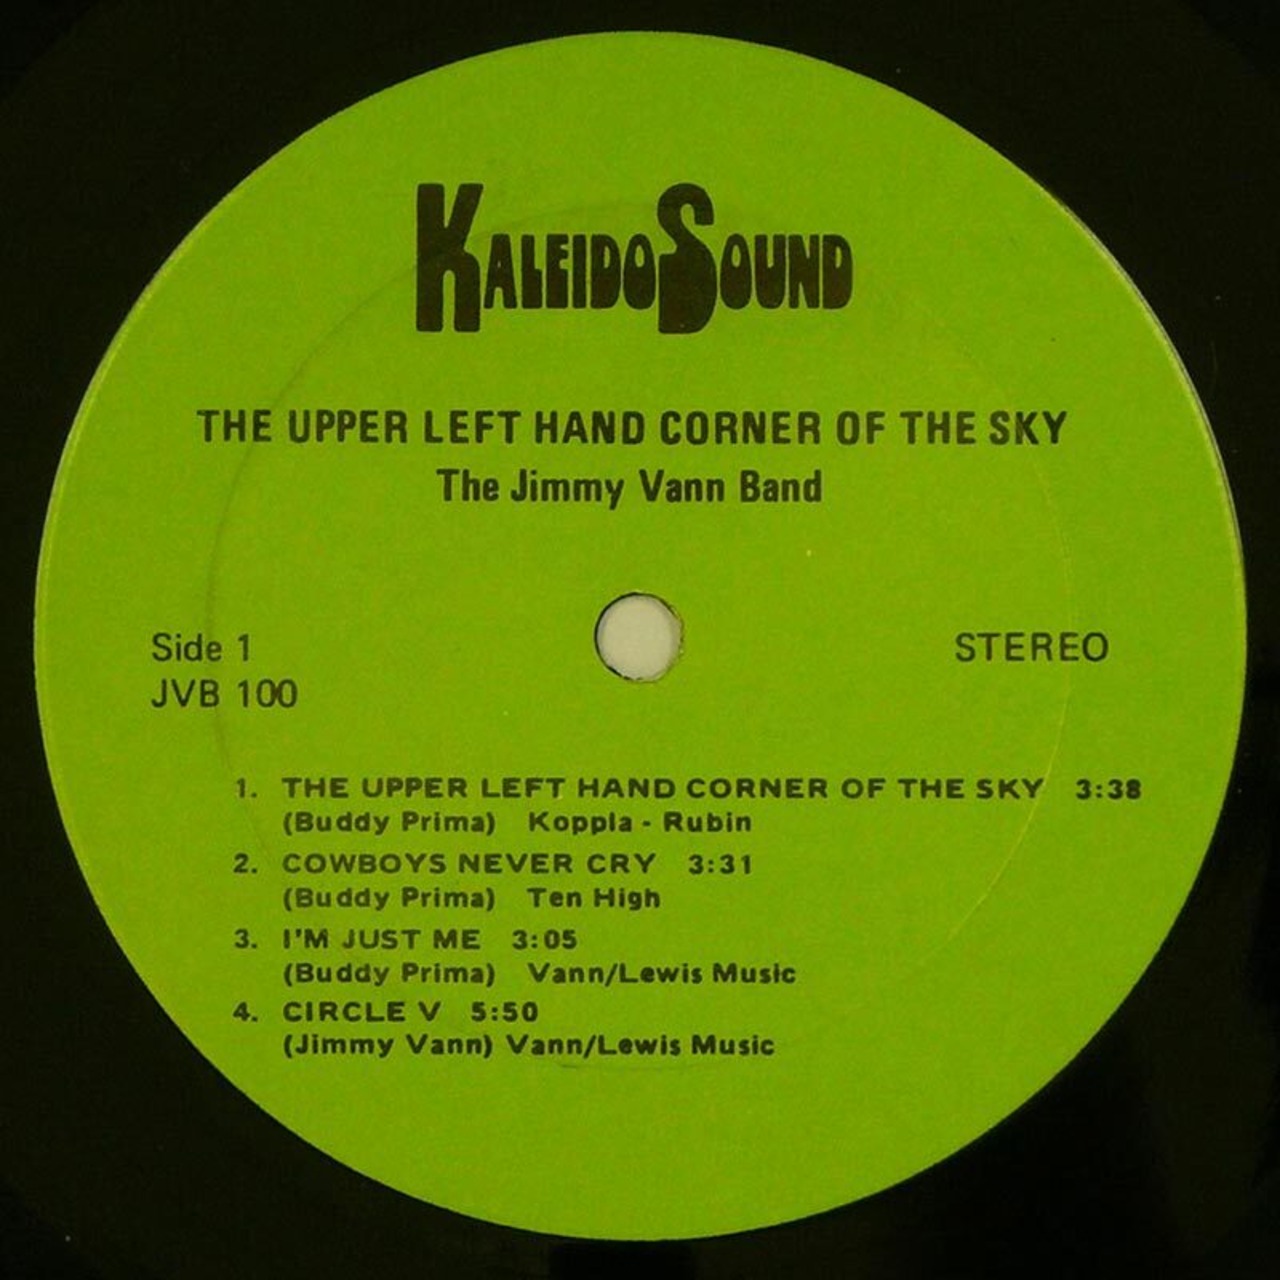 KALEIDOSOUND
THE UPPER LEFT HAND CORNER OF THE SKY
The Jimmy Vann Band
Side 1
STEREO
JVB 100
1. THE UPPER LEFT HAND CORNER OF THE SKY 3:38
(Buddy Prima) Koppla - Rubin
2. COWBOYS NEVER CRY 3:31
(Buddy Prima) Ten High
3. I'M JUST ME 3:05
(Buddy Prima) Vann/Lewis Music
4. CIRCLE V 5:50
(Jimmy Vann) Vann/Lewis Music